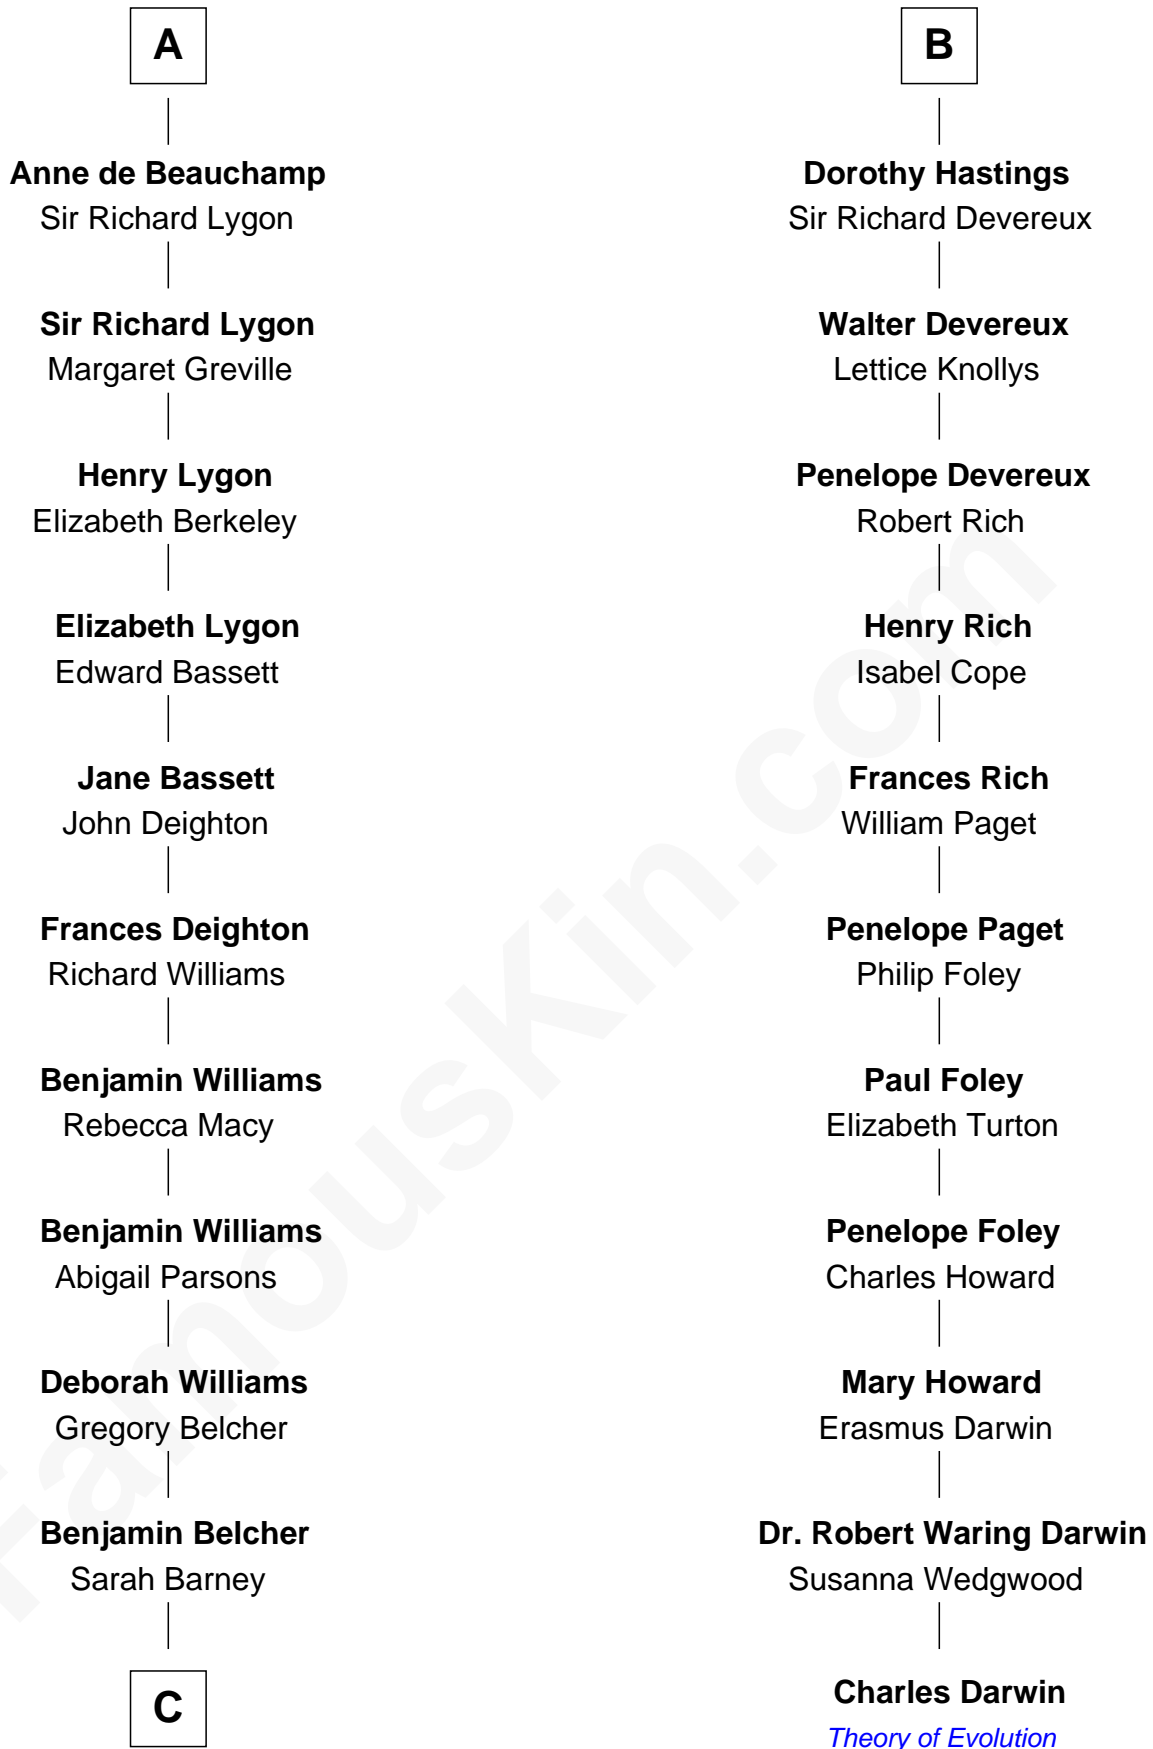 A
Anne de Beauchamp
Sir Richard Lygon
Sir Richard Lygon
Margaret Greville
Henry Lygon
Elizabeth Berkeley
Elizabeth Lygon
Edward Bassett
Jane Bassett
John Deighton
Frances Deighton
Richard Williams
Benjamin Williams
Rebecca Macy
Benjamin Williams
Abigail Parsons
Deborah Williams
Gregory Belcher
Benjamin Belcher
Sarah Barney
C
B
Dorothy Hastings
Sir Richard Devereux
Walter Devereux
Lettice Knollys
Penelope Devereux
Robert Rich
Henry Rich
Isabel Cope
Frances Rich
William Paget
Penelope Paget
Philip Foley
Paul Foley
Elizabeth Turton
Penelope Foley
Charles Howard
Mary Howard
Erasmus Darwin
Dr. Robert Waring Darwin
Susanna Wedgwood
Charles Darwin
Theory of Evolution
FamousKin.com